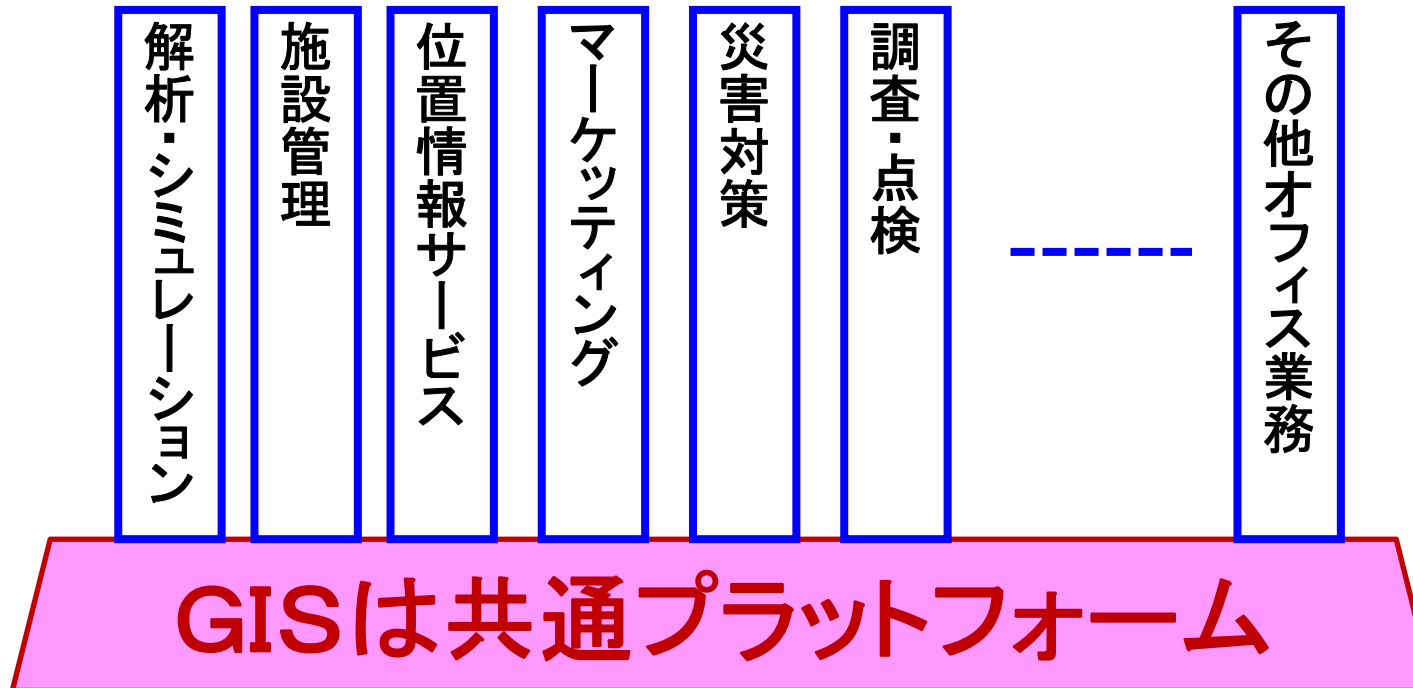 解析・シミュレーション
施設管理
位置情報サービス
マーケッティング
災害対策
調査・点検
その他オフィス業務
GISは共通プラットフォーム